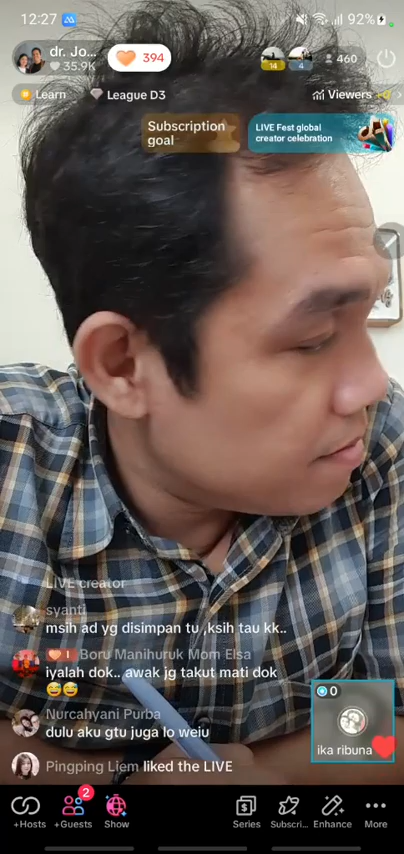 12:27
92%
dr. Jo...
35.9K
394
14
4
460
Learn
League D3
Viewers
Subscription
goal
LIVE Fest global
creator celebration
LIVE creator
syanti
msih ad yg disimpan tu ,ksih tau kk..
1 Boru Manihuruk Mom Elsa
iyalah dok.. awak jg takut mati dok
😅😅
Nurcahyani Purba
dulu aku gtu juga lo weiu
Pingping Liem liked the LIVE
0
ika ribuna
2
+Hosts
+Guests
Show
Series
Subscri...
Enhance
More